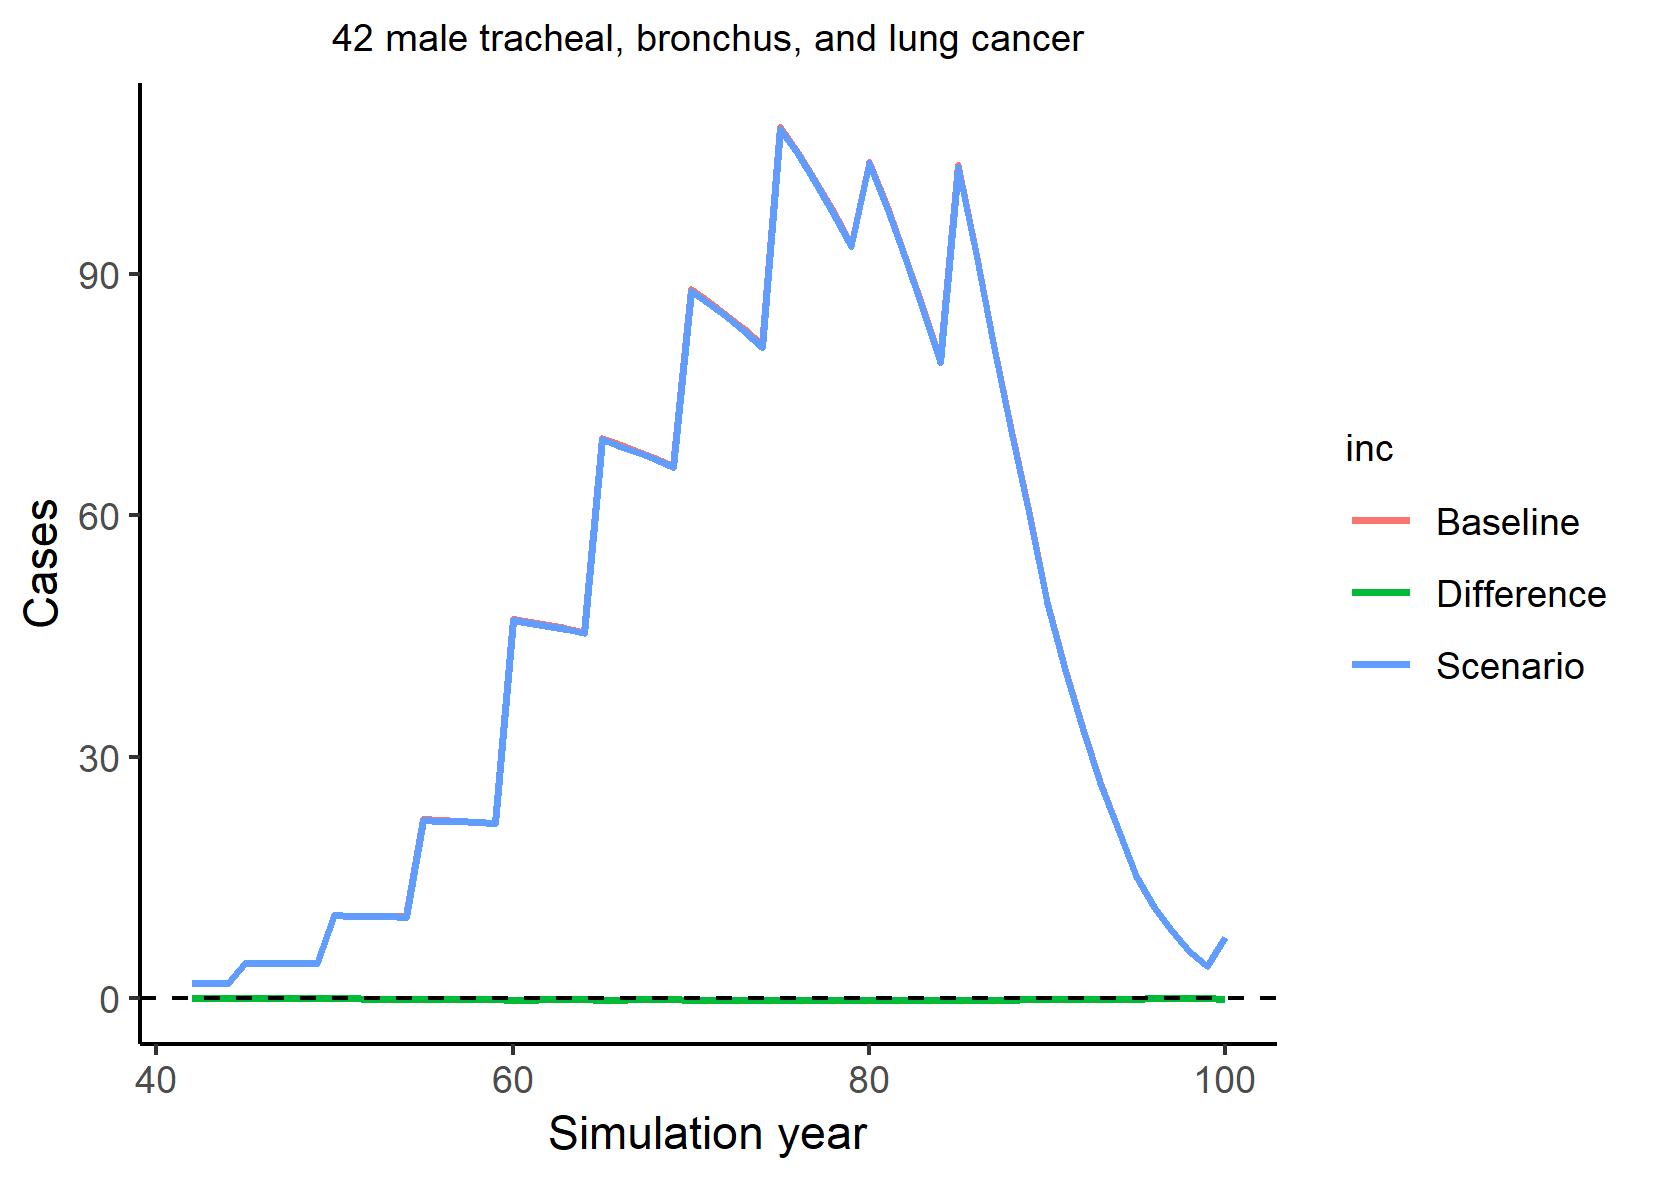 42 male tracheal, bronchus, and lung cancer
Cases
90
60
30
0
40 60 80 100
Simulation year
inc
Baseline
Difference
Scenario